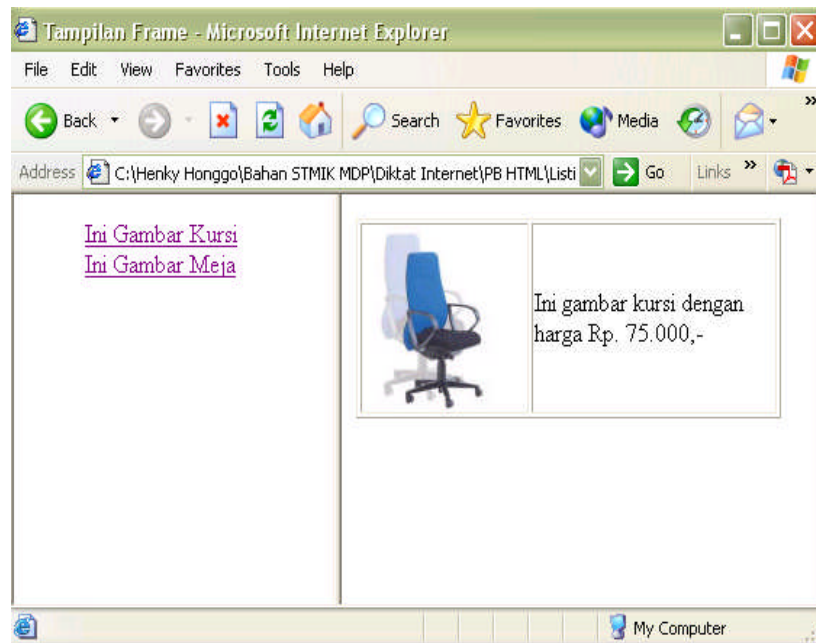 Tampilan Frame - Microsoft Internet Explorer
File Edit View Favorites Tools Help
Back Search Favorites Media »
Address C:\Henky Honggo\Bahan STMIK MDP\Diktat Internet\PB HTML\Listi Go Links »
Ini Gambar Kursi
Ini Gambar Meja
Ini gambar kursi dengan
harga Rp. 75.000,-
My Computer